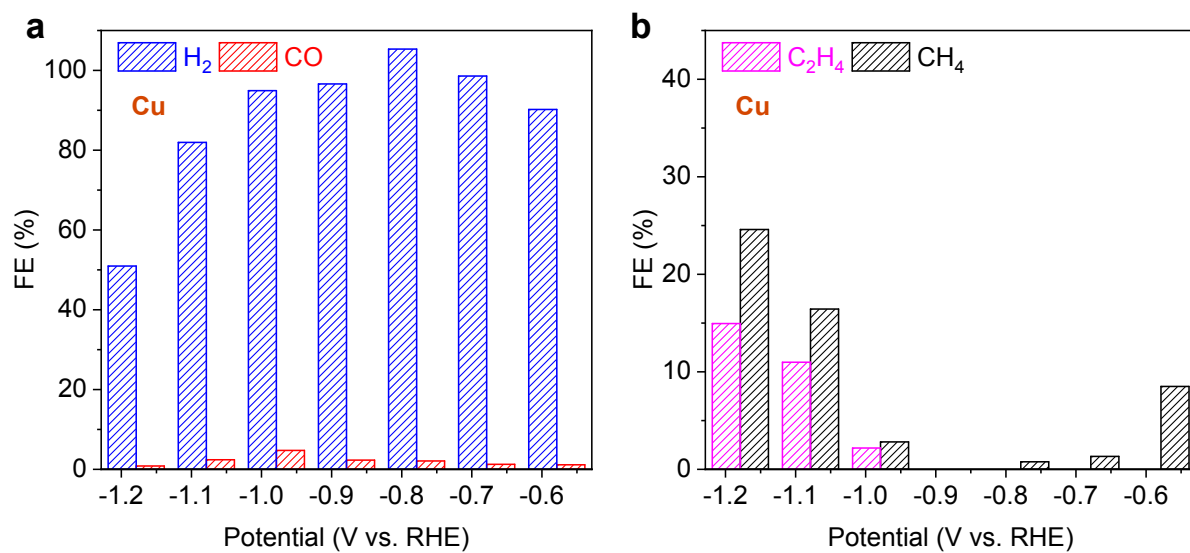 a
H₂ CO
Cu
100
80
60
40
20
0
FE (%)
-1.2 -1.1 -1.0 -0.9 -0.8 -0.7 -0.6
Potential (V vs. RHE)
b
C₂H₄ CH₄
Cu
40
30
20
10
0
FE (%)
-1.2 -1.1 -1.0 -0.9 -0.8 -0.7 -0.6
Potential (V vs. RHE)